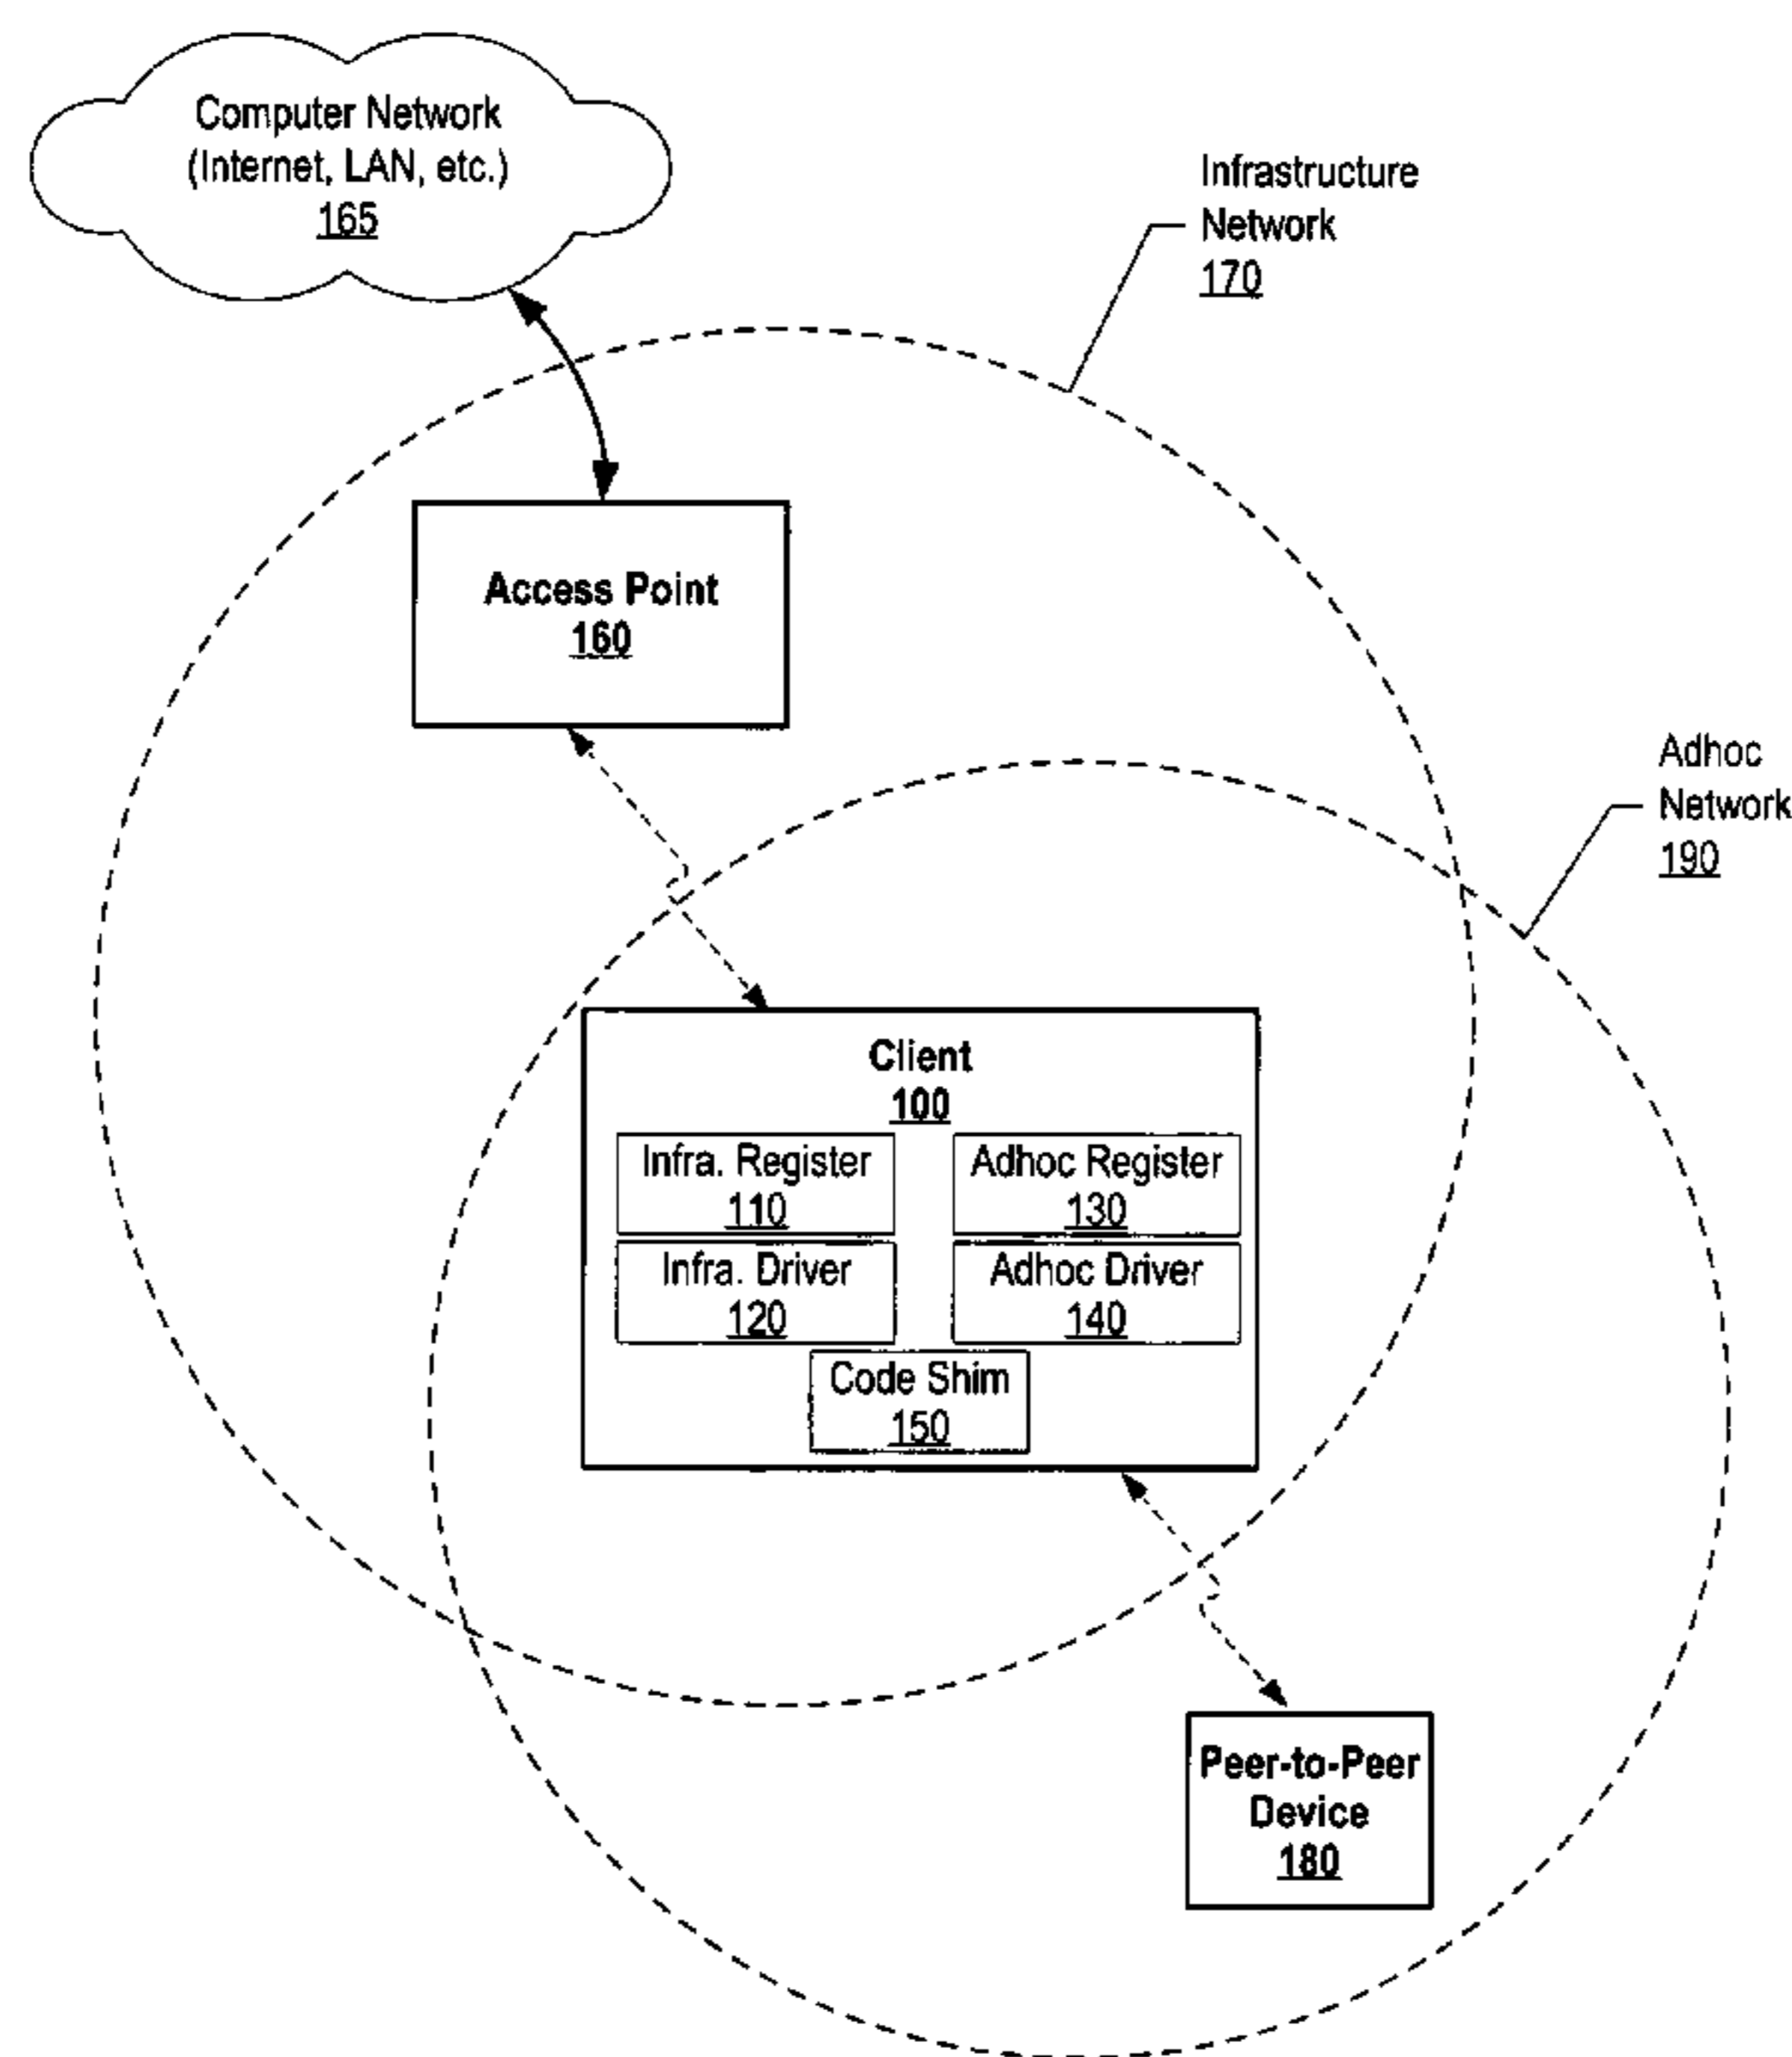 Computer Network
(Internet, LAN, etc.)
165
Infrastructure
Network
170
Access Point
160
Adhoc
Network
190
Client
100
Infra. Register
110
Adhoc Register
130
Infra. Driver
120
Adhoc Driver
140
Code Shim
150
Peer-to-Peer
Device
180